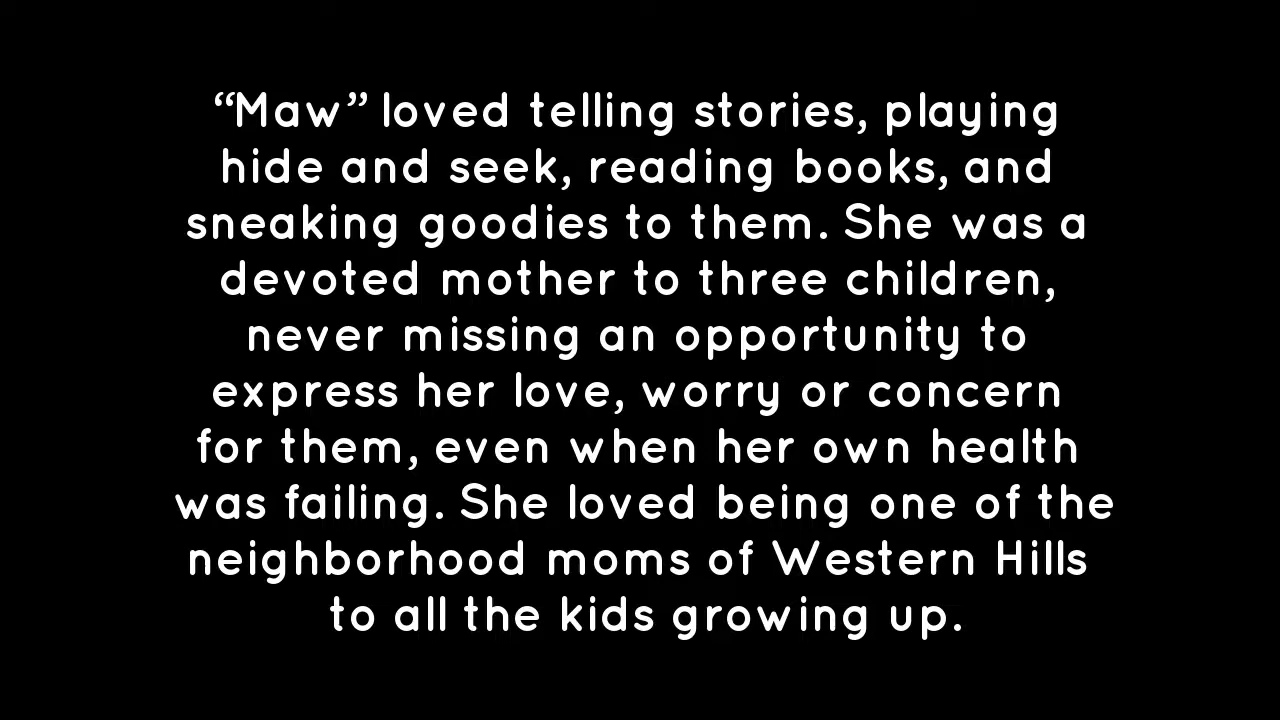 “Maw” loved telling stories, playing
hide and seek, reading books, and
sneaking goodies to them. She was a
devoted mother to three children,
never missing an opportunity to
express her love, worry or concern
for them, even when her own health
was failing. She loved being one of the
neighborhood moms of Western Hills
to all the kids growing up.